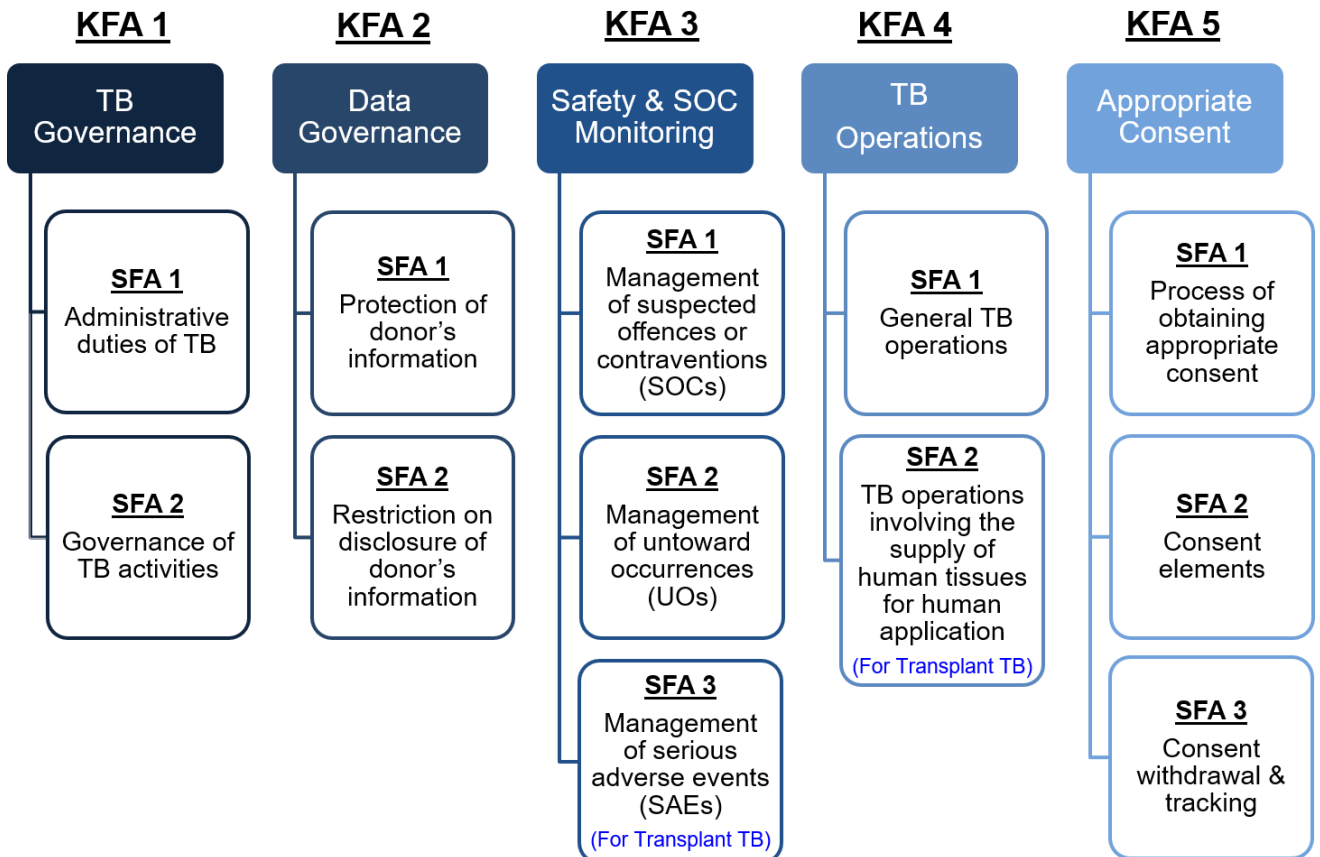 KFA 1
TB
Governance
SFA 1
Administrative
duties of TB
SFA 2
Governance of
TB activities
KFA 2
Data
Governance
SFA 1
Protection of
donor’s
information
SFA 2
Restriction on
disclosure of
donor’s
information
KFA 3
Safety & SOC
Monitoring
SFA 1
Management
of suspected
offences or
contraventions
(SOCs)
SFA 2
Management
of untoward
occurrences
(UOs)
SFA 3
Management
of serious
adverse events
(SAEs)
(For Transplant TB)
KFA 4
TB
Operations
SFA 1
General TB
operations
SFA 2
TB operations
involving the
supply of
human tissues
for human
application
(For Transplant TB)
KFA 5
Appropriate
Consent
SFA 1
Process of
obtaining
appropriate
consent
SFA 2
Consent
elements
SFA 3
Consent
withdrawal &
tracking